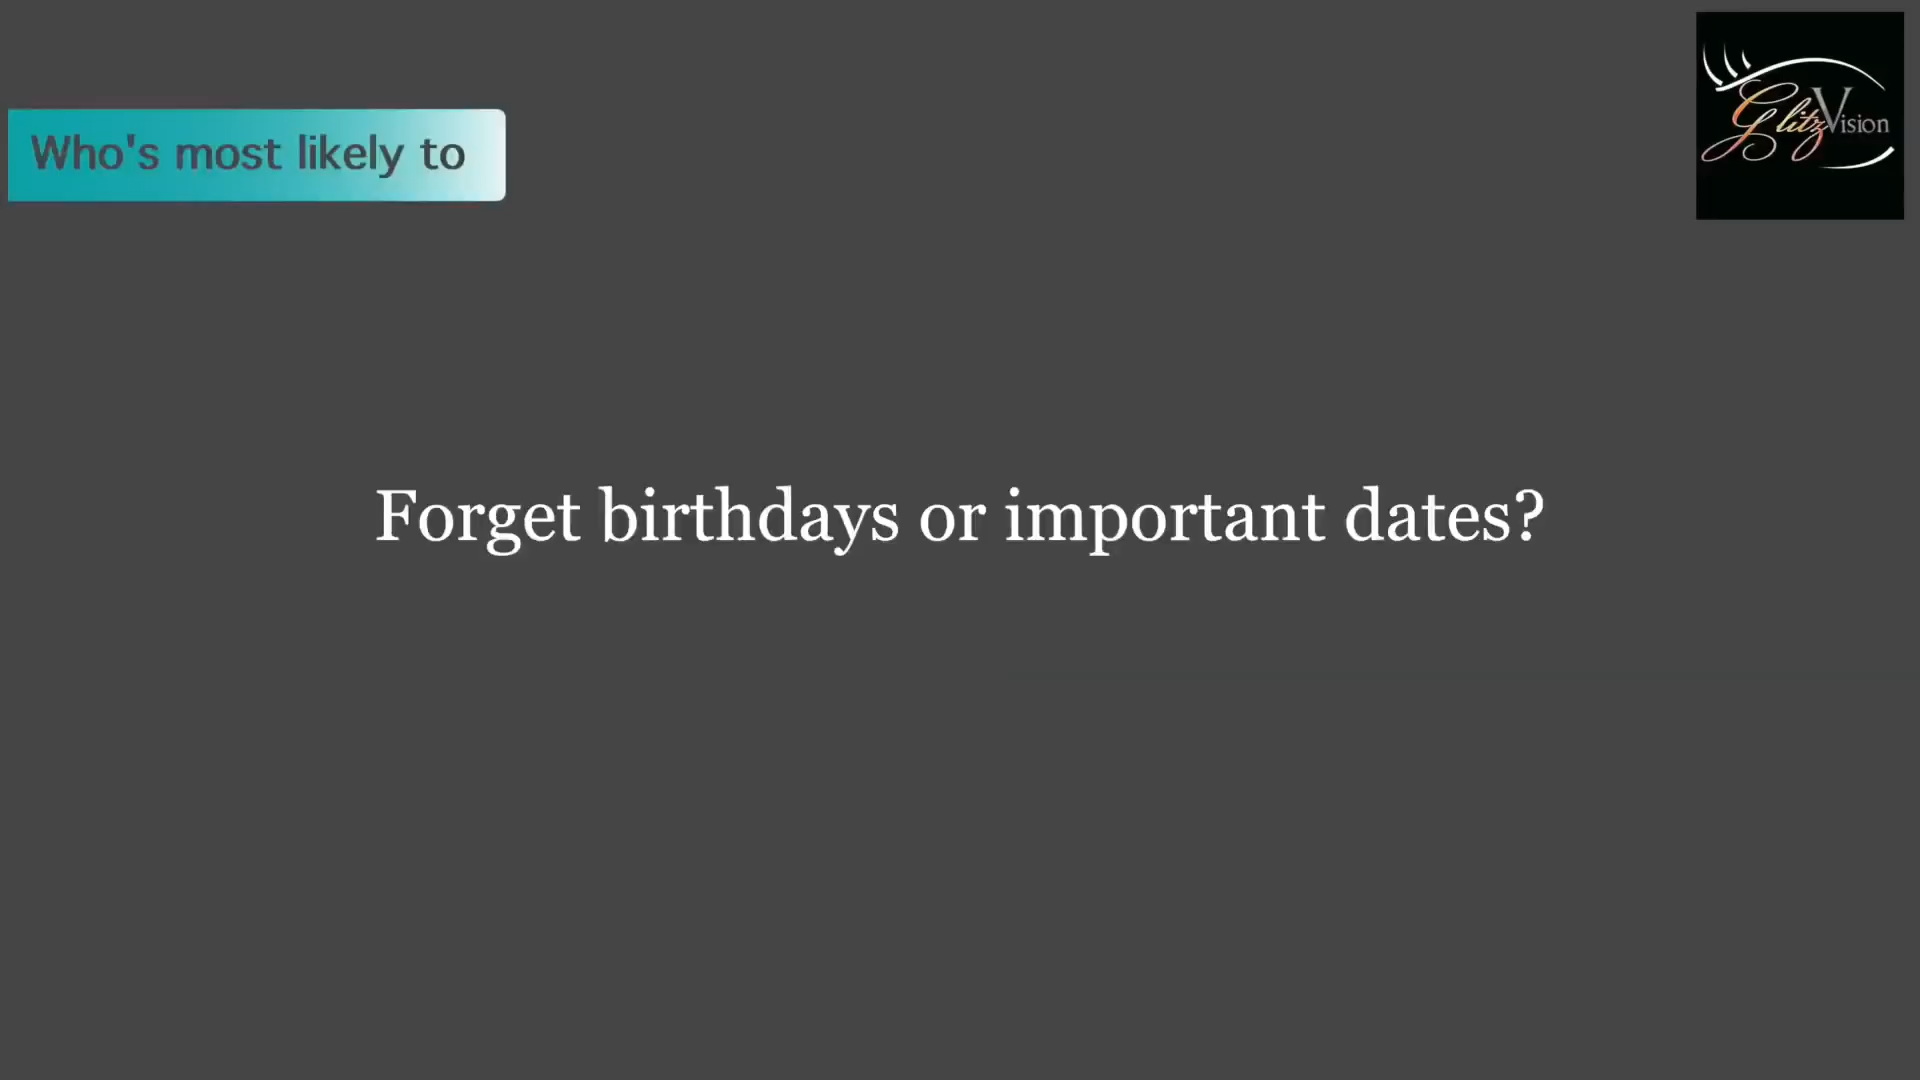 Who's most likely to
GlitzVision
Forget birthdays or important dates?